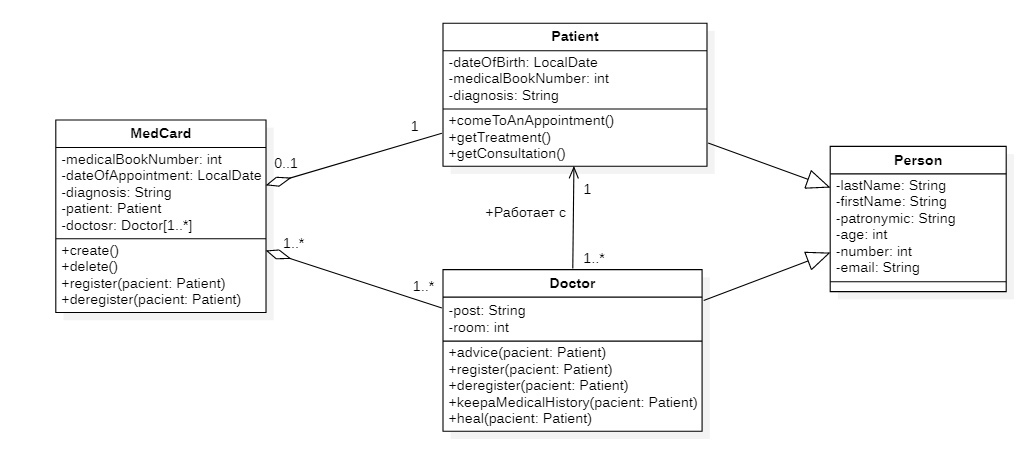 Patient
-dateOfBirth: LocalDate
-medicalBookNumber: int
-diagnosis: String
+comeToAnAppointment()
+getTreatment()
+getConsultation()
MedCard
-medicalBookNumber: int
-dateOfAppointment: LocalDate
-diagnosis: String
-patient: Patient
-doctosr: Doctor[1..*]
+create()
+delete()
+register(pacient: Patient)
+deregister(pacient: Patient)
1
0..1
1..*
1..*
Person
-lastName: String
-firstName: String
-patronymic: String
-age: int
-number: int
-email: String
1
+Работает с
1..*
Doctor
-post: String
-room: int
+advice(pacient: Patient)
+register(pacient: Patient)
+deregister(pacient: Patient)
+keepaMedicalHistory(pacient: Patient)
+heal(pacient: Patient)